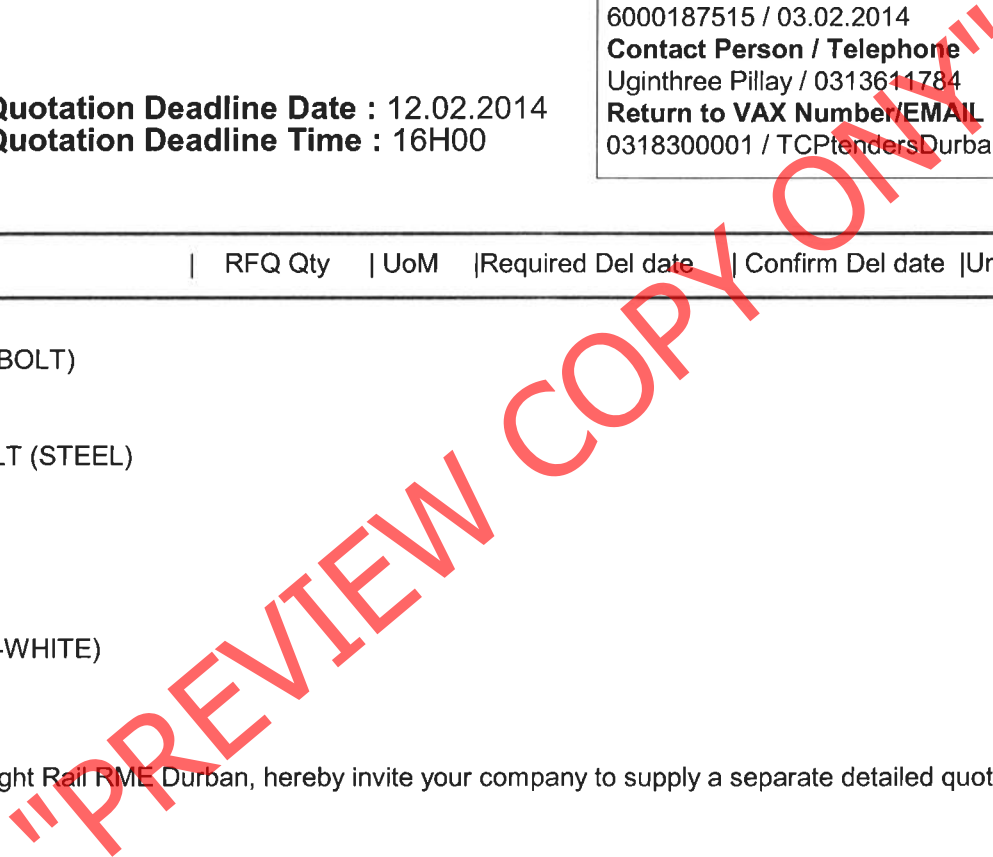 6000187515 / 03.02.2014
Contact Person / Telephone
Uginthree Pillay / 0313611784
Return to VAX Number/EMAIL
0318300001 / TCPtendersDurba
Quotation Deadline Date : 12.02.2014
Quotation Deadline Time : 16H00
| RFQ Qty | UoM |Required Del date | Confirm Del date |Un
BOLT)
LT (STEEL)
-WHITE)
ght Rail RME Durban, hereby invite your company to supply a separate detailed quot
"PREVIEW COPY ONY"